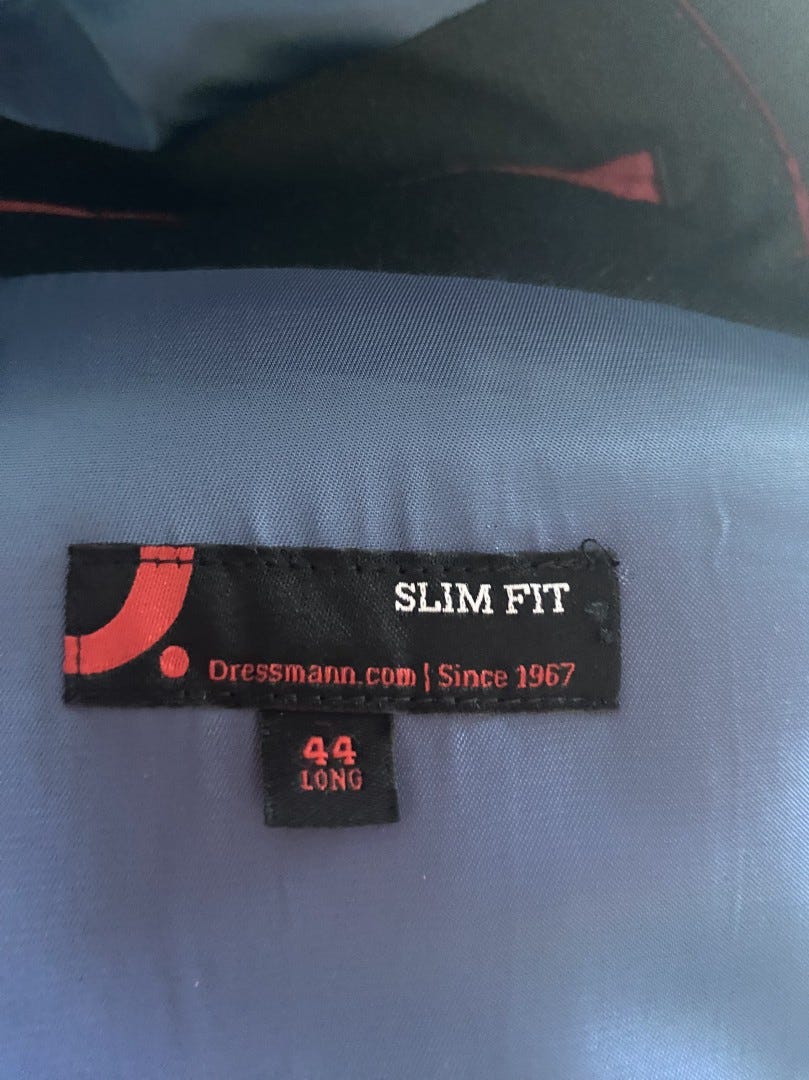 SLIM FIT
Dressmann.com | Since 1967
44
LONG